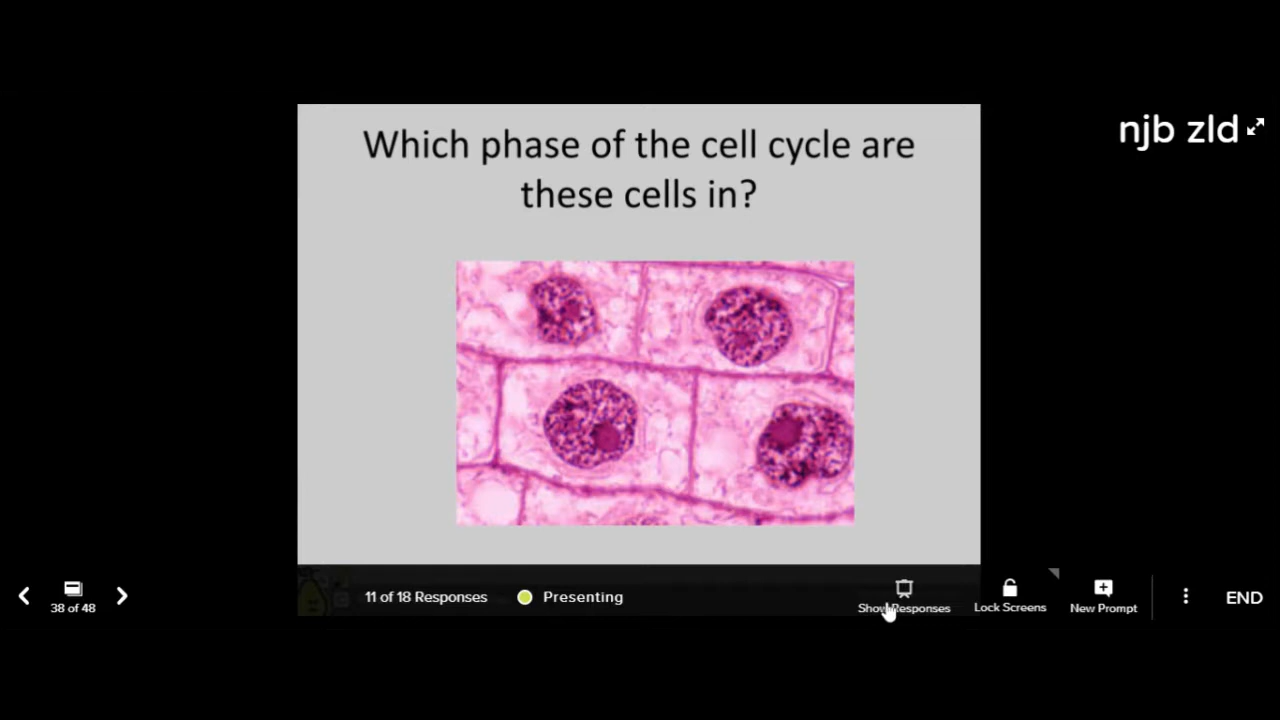 Which phase of the cell cycle are
these cells in?
njb zld
38 of 48
11 of 18 Responses
Presenting
Show Responses
Lock Screens
New Prompt
END